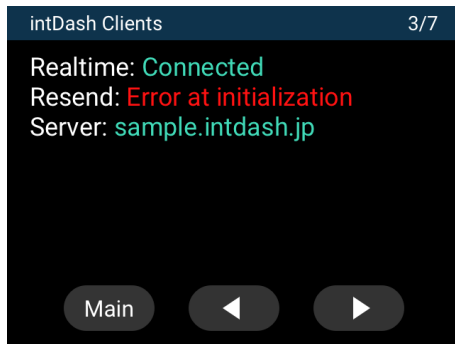 intDash Clients 3/7
Realtime: Connected
Resend: Error at initialization
Server: sample.intdash.jp
Main